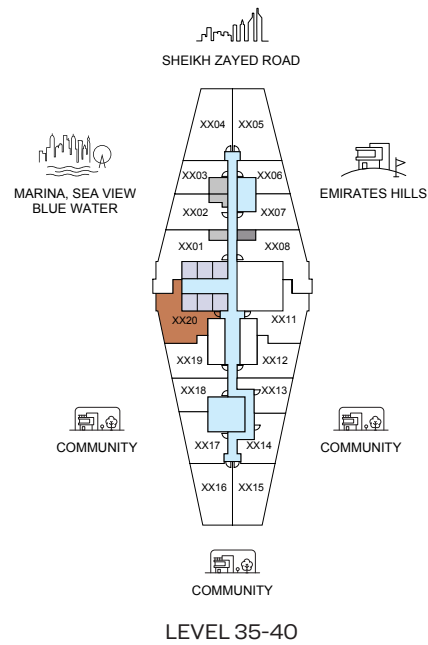 SHEIKH ZAYED ROAD
XX04 XX05
XX03 XX06
MARINA, SEA VIEW
BLUE WATER
EMIRATES HILLS
XX02 XX07
XX01 XX08
XX20 XX11
XX19 XX12
XX18 XX13
COMMUNITY
COMMUNITY
XX17 XX14
XX16 XX15
COMMUNITY
LEVEL 35-40